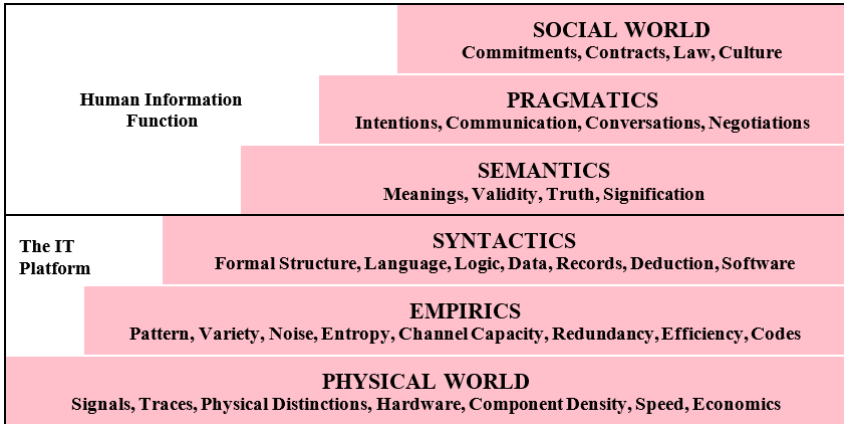 SOCIAL WORLD
Commitments, Contracts, Law, Culture
Human Information
Function
PRAGMATICS
Intentions, Communication, Conversations, Negotiations
SEMANTICS
Meanings, Validity, Truth, Signification
The IT
Platform
SYNTACTICS
Formal Structure, Language, Logic, Data, Records, Deduction, Software
EMPIRICS
Pattern, Variety, Noise, Entropy, Channel Capacity, Redundancy, Efficiency, Codes
PHYSICAL WORLD
Signals, Traces, Physical Distinctions, Hardware, Component Density, Speed, Economics